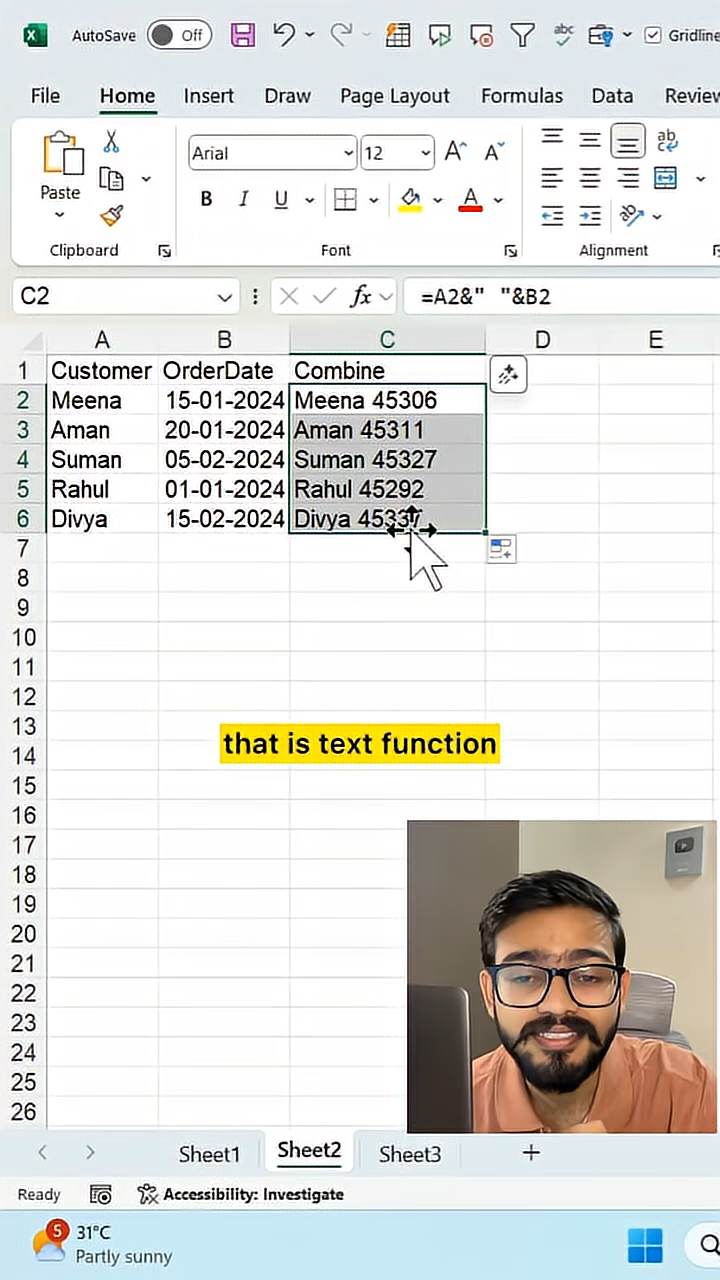 AutoSave Off Gridline
File Home Insert Draw Page Layout Formulas Data Review
Paste Arial 12
B I U A
Clipboard Font Alignment
C2 fx =A2&" "&B2
A B C D E
1 Customer OrderDate Combine
2 Meena 15-01-2024 Meena 45306
3 Aman 20-01-2024 Aman 45311
4 Suman 05-02-2024 Suman 45327
5 Rahul 01-01-2024 Rahul 45292
6 Divya 15-02-2024 Divya 45337
7
8
9
10
11
12
13
that is text function
14
15
16
17
18
19
20
21
22
23
24
25
26
Sheet1 Sheet2 Sheet3 +
Ready Accessibility: Investigate
5 31°C
Partly sunny